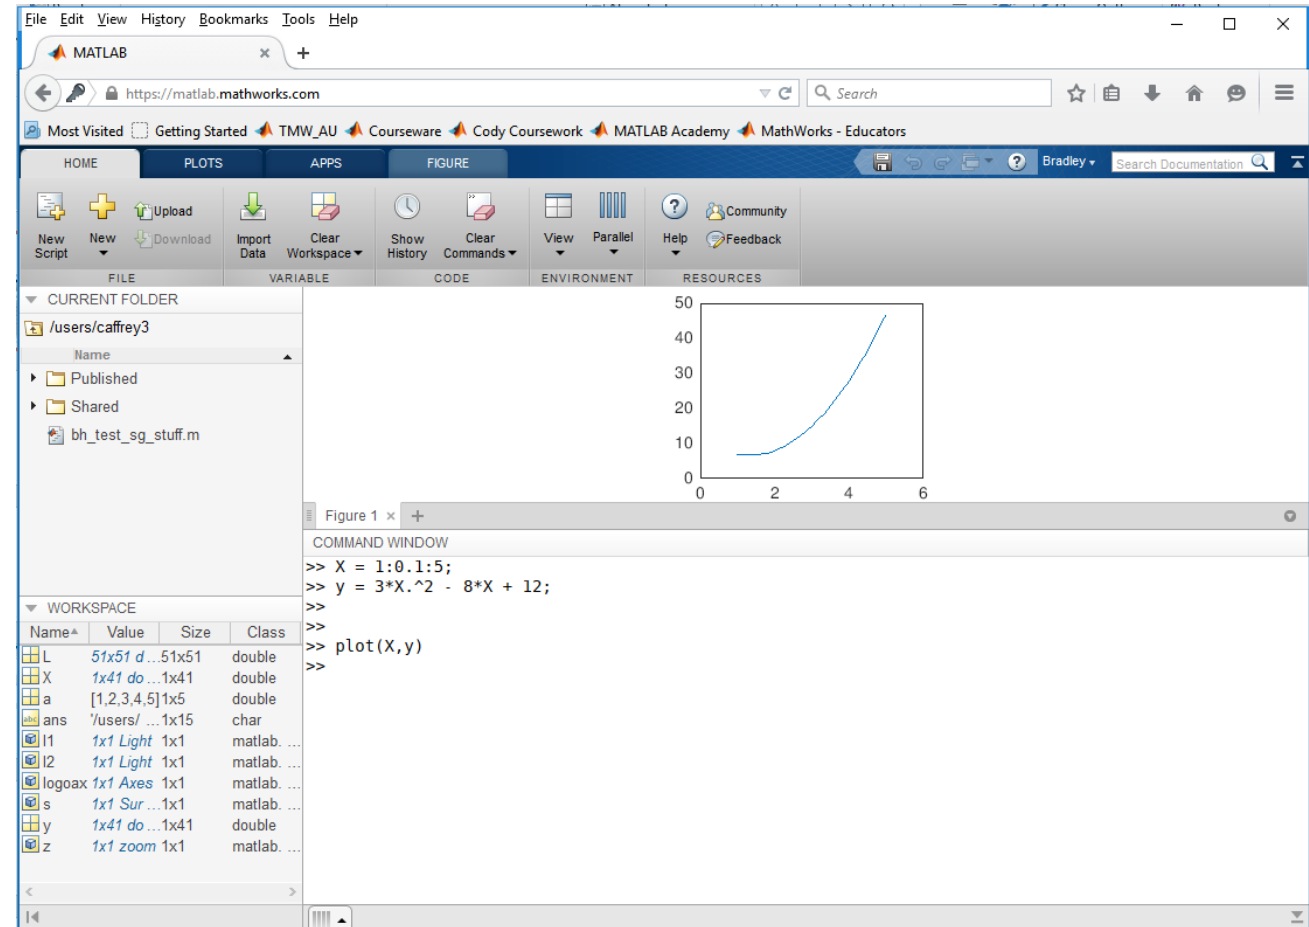 File Edit View History Bookmarks Tools Help
MATLAB × +
https://matlab.mathworks.com Search
Most Visited Getting Started TMW_AU Courseware Cody Coursework MATLAB Academy MathWorks - Educators
HOME PLOTS APPS FIGURE Bradley Search Documentation
Upload Community
New Script New Download Import Data Clear Workspace Show History Clear Commands View Parallel Help Feedback
FILE VARIABLE CODE ENVIRONMENT RESOURCES
CURRENT FOLDER
/users/caffrey3
Name
Published
Shared
bh_test_sg_stuff.m
50
40
30
20
10
0
0 2 4 6
Figure 1 × +
COMMAND WINDOW
>> X = 1:0.1:5;
>> y = 3*X.^2 - 8*X + 12;
>>
>>
>> plot(X,y)
>>
WORKSPACE
Name Value Size Class
L 51x51 d ... 51x51 double
X 1x41 do ... 1x41 double
a [1,2,3,4,5] 1x5 double
abc ans '/users/ ... 1x15 char
l1 1x1 Light 1x1 matlab. ...
l2 1x1 Light 1x1 matlab. ...
logoax 1x1 Axes 1x1 matlab. ...
s 1x1 Sur ... 1x1 matlab. ...
y 1x41 do ... 1x41 double
z 1x1 zoom 1x1 matlab. ...